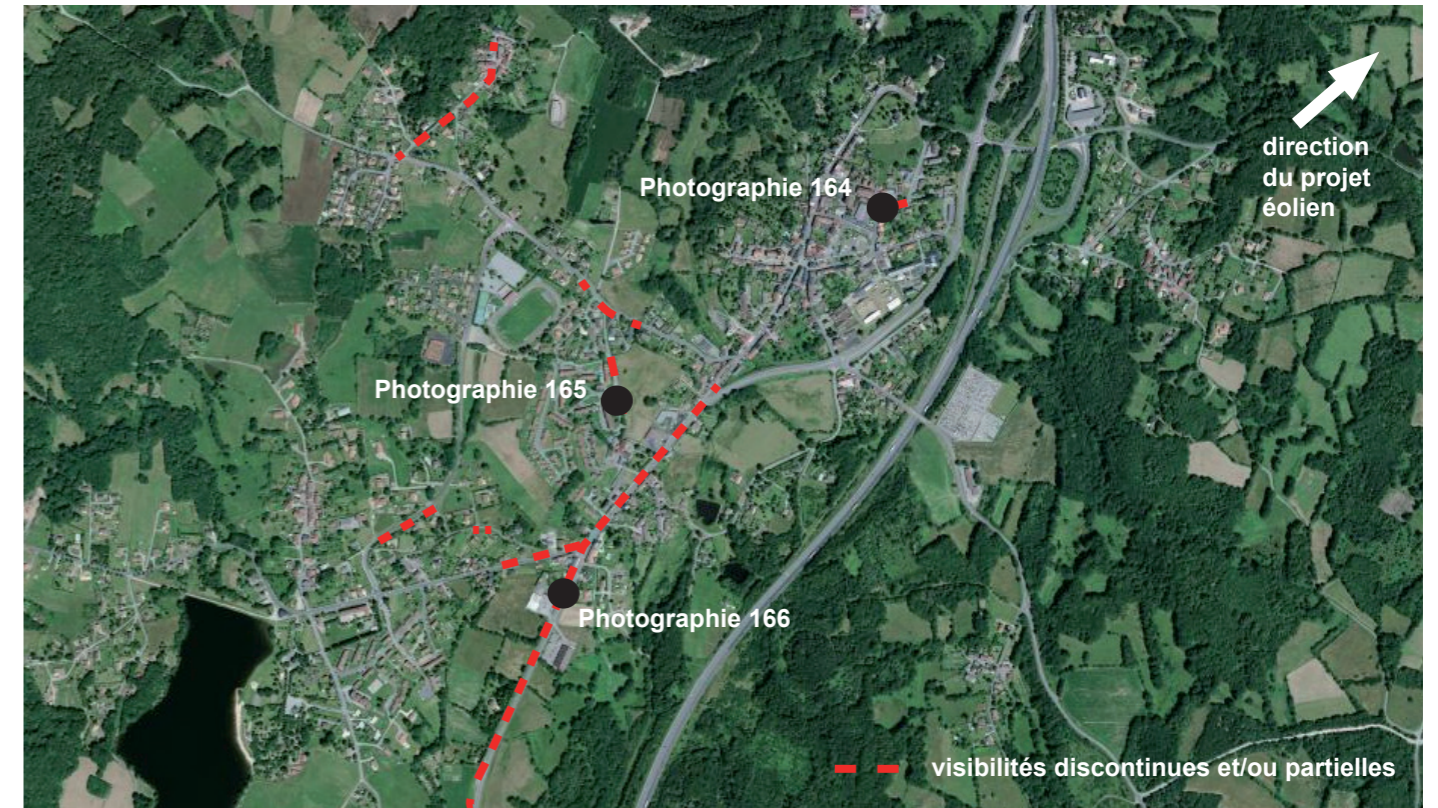 direction
du projet
éolien
Photographie 164
Photographie 165
Photographie 166
visibilités discontinues et/ou partielles